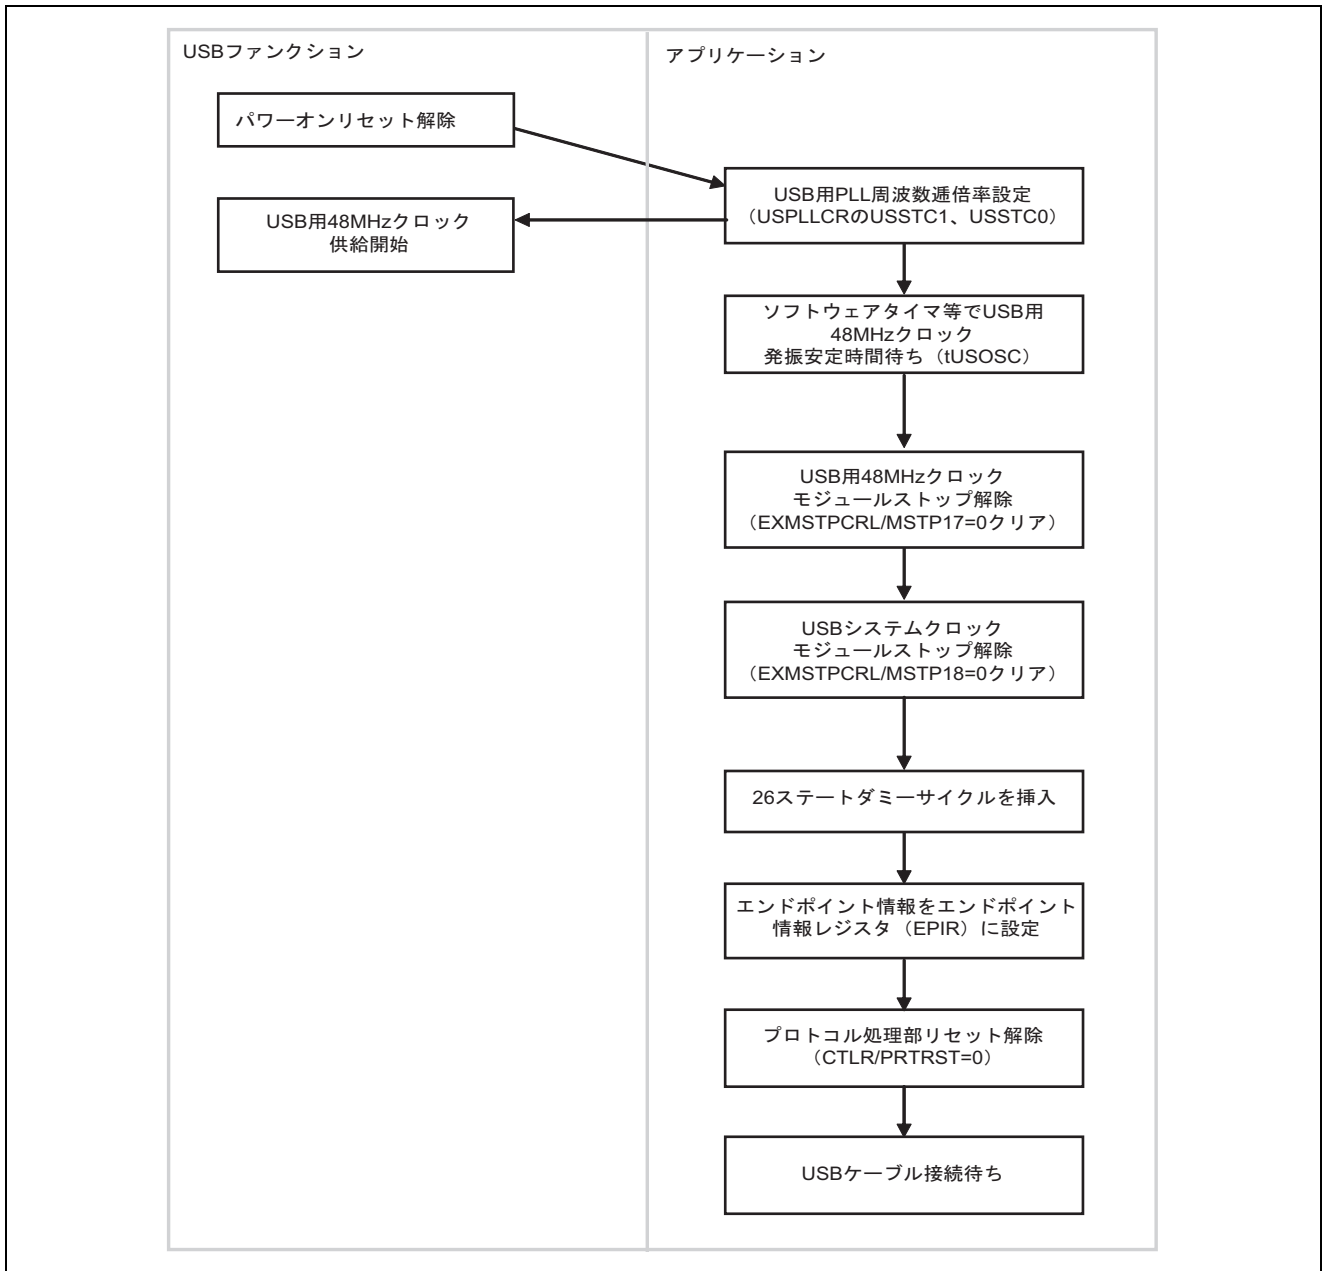 USBファンクション
アプリケーション
パワーオンリセット解除
USB用PLL周波数逓倍率設定
（USPLLCRのUSSTC1、USSTC0）
USB用48MHzクロック
供給開始
ソフトウェアタイマ等でUSB用
48MHzクロック
発振安定時間待ち（tUSOSC）
USB用48MHzクロック
モジュールストップ解除
（EXMSTPCRL/MSTP17=0クリア）
USBシステムクロック
モジュールストップ解除
（EXMSTPCRL/MSTP18=0クリア）
26ステートダミーサイクルを挿入
エンドポイント情報をエンドポイント
情報レジスタ（EPIR）に設定
プロトコル処理部リセット解除
（CTLR/PRTRST=0）
USBケーブル接続待ち